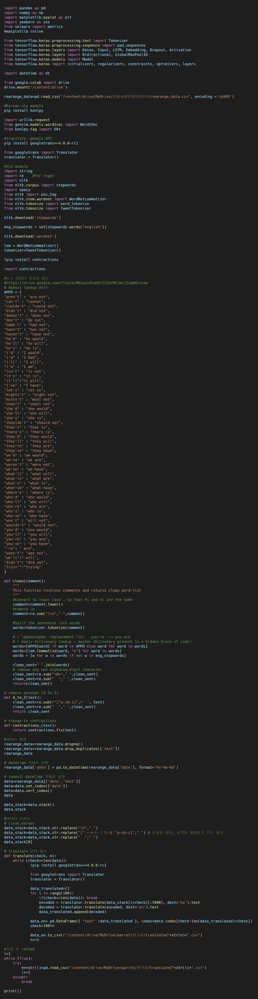 import pandas as pd
import numpy as np
import matplotlib.pyplot as plt
import seaborn as sns
from sklearn import metrics
%matplotlib inline
from tensorflow.keras.preprocessing.text import Tokenizer
from tensorflow.keras.preprocessing.sequence import pad_sequences
from tensorflow.keras.layers import Dense, Input, LSTM, Embedding, Dropout, Activation
from tensorflow.keras.layers import Bidirectional, GlobalMaxPool1D
from tensorflow.keras.models import Model
from tensorflow.keras import initializers, regularizers, constraints, optimizers, layers
import datetime as dt
from google.colab import drive
drive.mount('/content/drive')
rearange_data=pd.read_csv("/content/drive/MyDrive/금융시장빅데이터분석/rearange_data.csv", encoding ='cp949')
#Korean nlp module
pip install konlpy
import urllib.request
from gensim.models.word2vec import Word2Vec
from konlpy.tag import Okt
#translate -google API
pip install googletrans==4.0.0-rc1
from googletrans import Translator
translator = Translator()
#nlp module
import string
import re    #for regex
import nltk
from nltk.corpus import stopwords
import spacy
from nltk import pos_tag
from nltk.stem.wordnet import WordNetLemmatizer
from nltk.tokenize import word_tokenize
from nltk.tokenize import TweetTokenizer
nltk.download('stopwords')
eng_stopwords = set(stopwords.words("english"))
nltk.download('wordnet')
lem = WordNetLemmatizer()
tokenizer=TweetTokenizer()
!pip install contractions
import contractions
#뉴스 데이터 전처리 함수
#https://drive.google.com/file/d/0B1yuv8YaUVlZZ1RzMFJmc1ZsQmM/view
# Aphost lookup dict
APPO = {
"aren't" : "are not",
"can't" : "cannot",
"couldn't" : "could not",
"didn't" : "did not",
"doesn't" : "does not",
"don't" : "do not",
"hadn't" : "had not",
"hasn't" : "has not",
"haven't" : "have not",
"he'd" : "he would",
"he'll" : "he will",
"he's" : "he is",
"i'd" : "I would",
"i'd" : "I had",
"i'll" : "I will",
"i'm" : "I am",
"isn't" : "is not",
"it's" : "it is",
"it'll":"it will",
"i've" : "I have",
"let's" : "let us",
"mightn't" : "might not",
"mustn't" : "must not",
"shan't" : "shall not",
"she'd" : "she would",
"she'll" : "she will",
"she's" : "she is",
"shouldn't" : "should not",
"that's" : "that is",
"there's" : "there is",
"they'd" : "they would",
"they'll" : "they will",
"they're" : "they are",
"they've" : "they have",
"we'd" : "we would",
"we're" : "we are",
"weren't" : "were not",
"we've" : "we have",
"what'll" : "what will",
"what're" : "what are",
"what's" : "what is",
"what've" : "what have",
"where's" : "where is",
"who'd" : "who would",
"who'll" : "who will",
"who're" : "who are",
"who's" : "who is",
"who've" : "who have",
"won't" : "will not",
"wouldn't" : "would not",
"you'd" : "you would",
"you'll" : "you will",
"you're" : "you are",
"you've" : "you have",
"'re": " are",
"wasn't": "was not",
"we'll":" will",
"didn't": "did not",
"tryin'":"trying"
}
def clean(comment):
    """
    This function receives comments and returns clean word-list
    """
    #Convert to lower case , so that Hi and hi are the same
    comment=comment.lower()
    #remove \n
    comment=re.sub("\\n"," ",comment)
    #Split the sentences into words
    words=tokenizer.tokenize(comment)
    # (')aphostophe  replacement (ie)   you're --> you are
    # ( basic dictionary lookup : master dictionary present in a hidden block of code)
    words=[APPO[word] if word in APPO else word for word in words]
    words=[lem.lemmatize(word, "v") for word in words]
    words = [w for w in words if not w in eng_stopwords]
    clean_sent=" ".join(words)
    # remove any non alphanum,digit character
    clean_sent=re.sub("\W+"," ",clean_sent)
    clean_sent=re.sub("  "," ",clean_sent)
    return(clean_sent)
# remove exceopt (A to Z)
def A_to_Z(text):
    clean_sent=re.sub(r"[^a-zA-z]",r' ', text)
    clean_sent=re.sub("  "," ",clean_sent)
    return clean_sent
# change to contractions
def contractions_(text):
    return contractions.fix(text)
#데이터 통합
rearange_data=rearange_data.dropna()
rearange_data=rearange_data.drop_duplicates(['text'])
rearange_data
# datetime 객체로 변환
rearange_data['date'] = pd.to_datetime(rearange_data['date'], format='%Y-%m-%d')
# index를 datetime 객체로 설정
data=rearange_data[['date','text']]
data=data.set_index(['date'])
data=data.sort_index()
data
data_stack=data.stack()
data_stack
#데이터 전처리
# clean_korean
data_stack=data_stack.str.replace("\n"," ")
data_stack=data_stack.str.replace("[^ㄱ-ㅎㅏ-ㅣ가-힣 ^a-zA-z]"," ") # 한글과 영어, 공백을 제외하고 모두 제거
data_stack=data_stack.str.replace("  "," ")
data_stack[0]
# translate 반복 함수
def translate(check, n):
    while (check<=len(data)):
            !pip install googletrans==4.0.0-rc1
            from googletrans import Translator
            translator = Translator()
            data_translated=[]
            for i in range(100):
                if(check>=len(data)): break
                encoded = translator.translate(data_stack[i+check][:5000], dest='ko').text
                decoded = translator.translate(encoded, dest='en').text
                data_translated.append(decoded)
            data_en= pd.DataFrame({ "text" :data_translated }, index=data.index[check:len(data_translated)+check])
            check=100*n
            data_en.to_csv(r"/content/drive/MyDrive/parrot/전기차/translated"+str(n)+".csv")
            n+=1
#저장 후 reload
i=1
while (True):
    try:
        en+str(i)=pd.read_csv("/content/drive/MyDrive/parrot/전기차/translated"+str(i)+".csv")
        i+=1
    except:
        break
print(i)